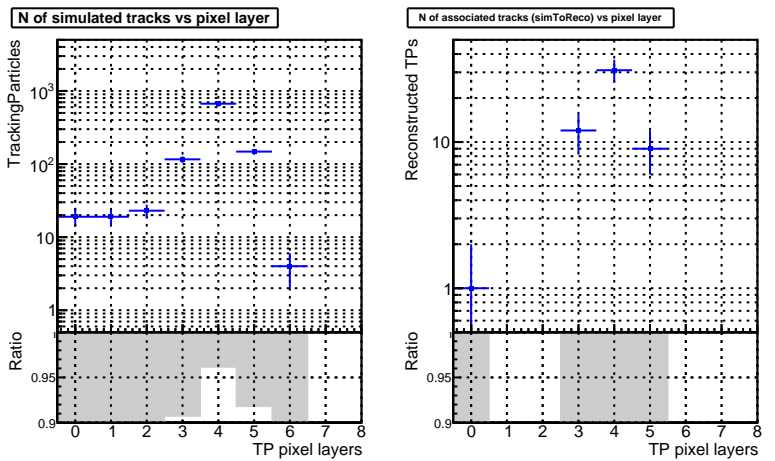 N of simulated tracks vs pixel layer
TrackingParticles
10³
10²
10
1
Ratio
0.95
0.9
0 1 2 3 4 5 6 7 8
TP pixel layers
N of associated tracks (simToReco) vs pixel layer
Reconstructed TPs
10
1
Ratio
0.95
0.9
0 1 2 3 4 5 6 7 8
TP pixel layers